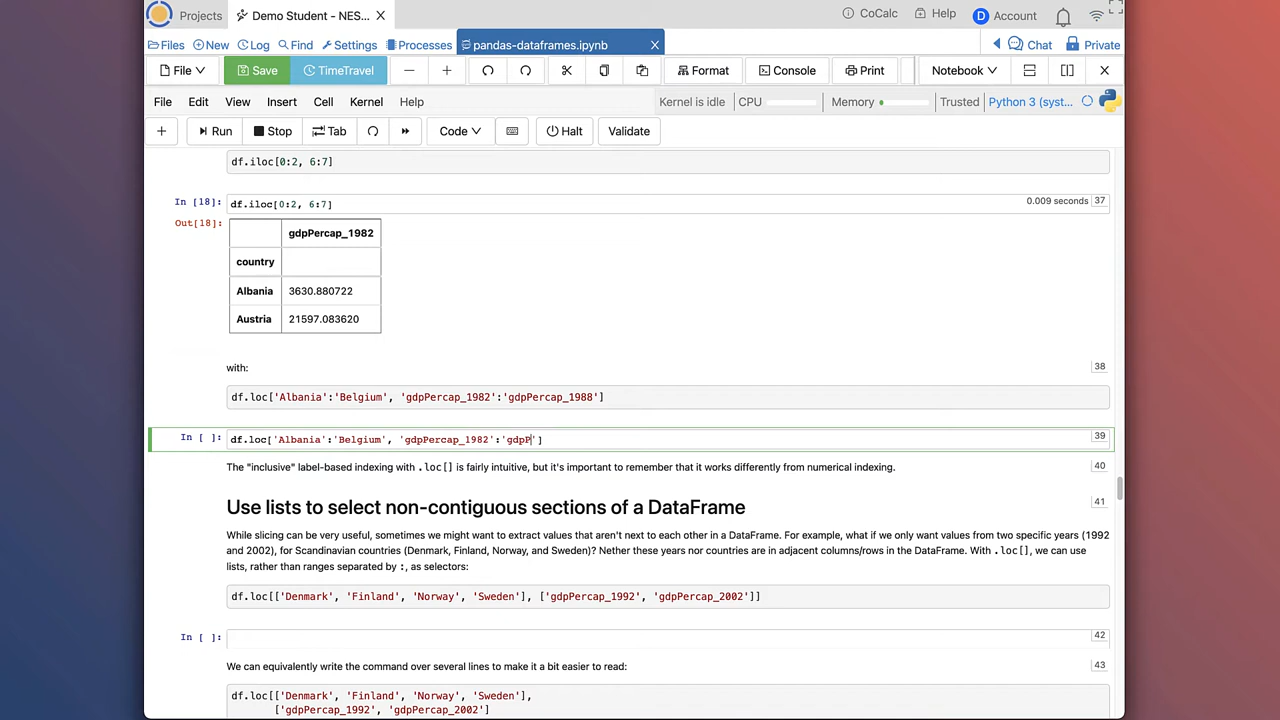 Projects
Demo Student - NES...
CoCalc
Help
Account
Files
New
Log
Find
Settings
Processes
pandas-dataframes.ipynb
Chat
Private
File
Save
TimeTravel
Format
Console
Print
Notebook
File
Edit
View
Insert
Cell
Kernel
Help
Kernel is idle
CPU
Memory
Trusted
Python 3 (syst...
Run
Stop
Tab
Code
Halt
Validate
df.iloc[0:2, 6:7]
In [18]:
df.iloc[0:2, 6:7]
0.009 seconds
37
Out[18]:
gdpPercap_1982
country
Albania 3630.880722
Austria 21597.083620
with:
38
df.loc['Albania':'Belgium', 'gdpPercap_1982':'gdpPercap_1988']
In [ ]:
df.loc['Albania':'Belgium', 'gdpPercap_1982':'gdpP']
39
The "inclusive" label-based indexing with .loc[] is fairly intuitive, but it's important to remember that it works differently from numerical indexing.
40
Use lists to select non-contiguous sections of a DataFrame
41
While slicing can be very useful, sometimes we might want to extract values that aren't next to each other in a DataFrame. For example, what if we only want values from two specific years (1992
and 2002), for Scandinavian countries (Denmark, Finland, Norway, and Sweden)? Nether these years nor countries are in adjacent columns/rows in the DataFrame. With .loc[], we can use
lists, rather than ranges separated by :, as selectors:
df.loc[['Denmark', 'Finland', 'Norway', 'Sweden'], ['gdpPercap_1992', 'gdpPercap_2002']]
In [ ]:
42
We can equivalently write the command over several lines to make it a bit easier to read:
43
df.loc[['Denmark', 'Finland', 'Norway', 'Sweden'],
['gdpPercap_1992', 'gdpPercap_2002']